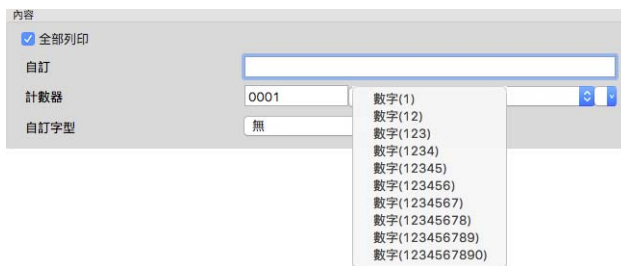 內容
全部列印
自訂
計數器 0001
自訂字型 無
數字(1)
數字(12)
數字(123)
數字(1234)
數字(12345)
數字(123456)
數字(1234567)
數字(12345678)
數字(123456789)
數字(1234567890)